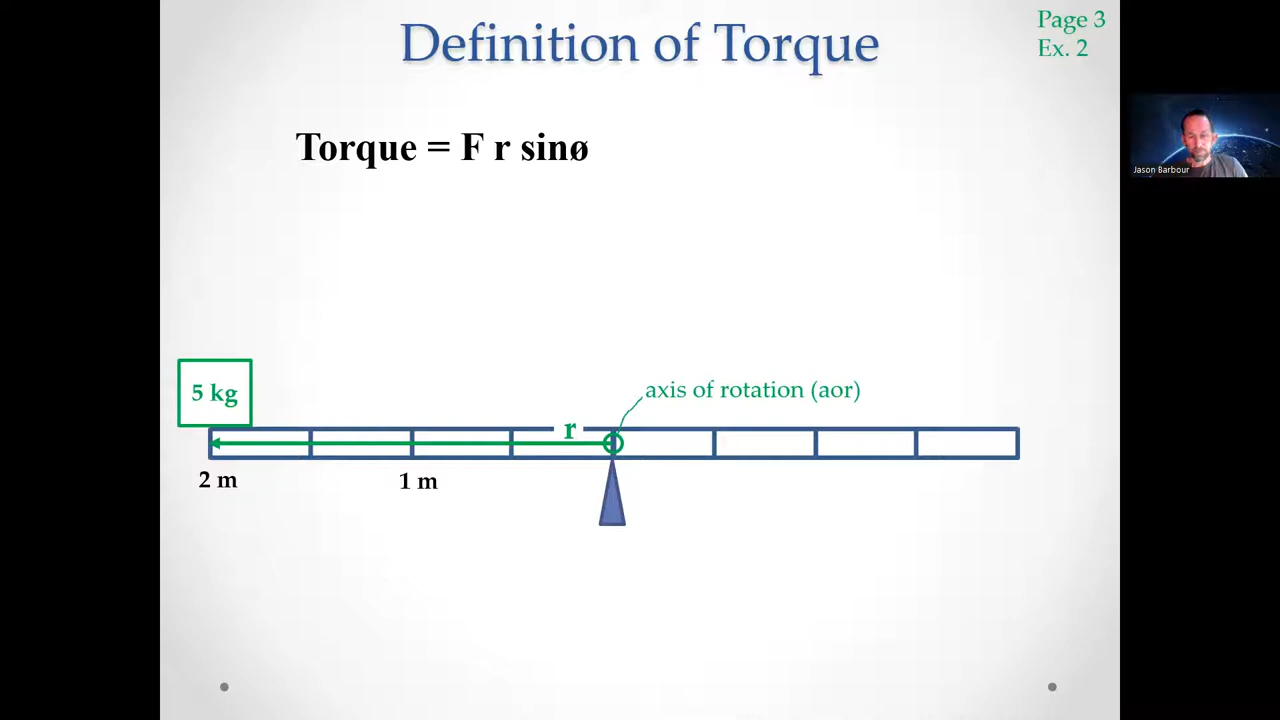 Definition of Torque
Page 3
Ex. 2
Torque = F r sinø
Jason Barbour
5 kg
axis of rotation (aor)
r
2 m
1 m